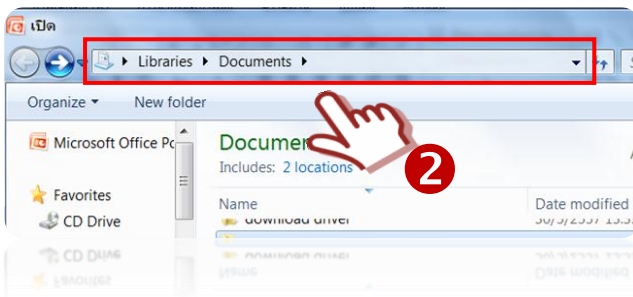 เปิด
Libraries Documents
Organize New folder
Microsoft Office Po
Documen
Includes: 2 locations
2
Favorites
Name Date modified
CD Drive
download driver